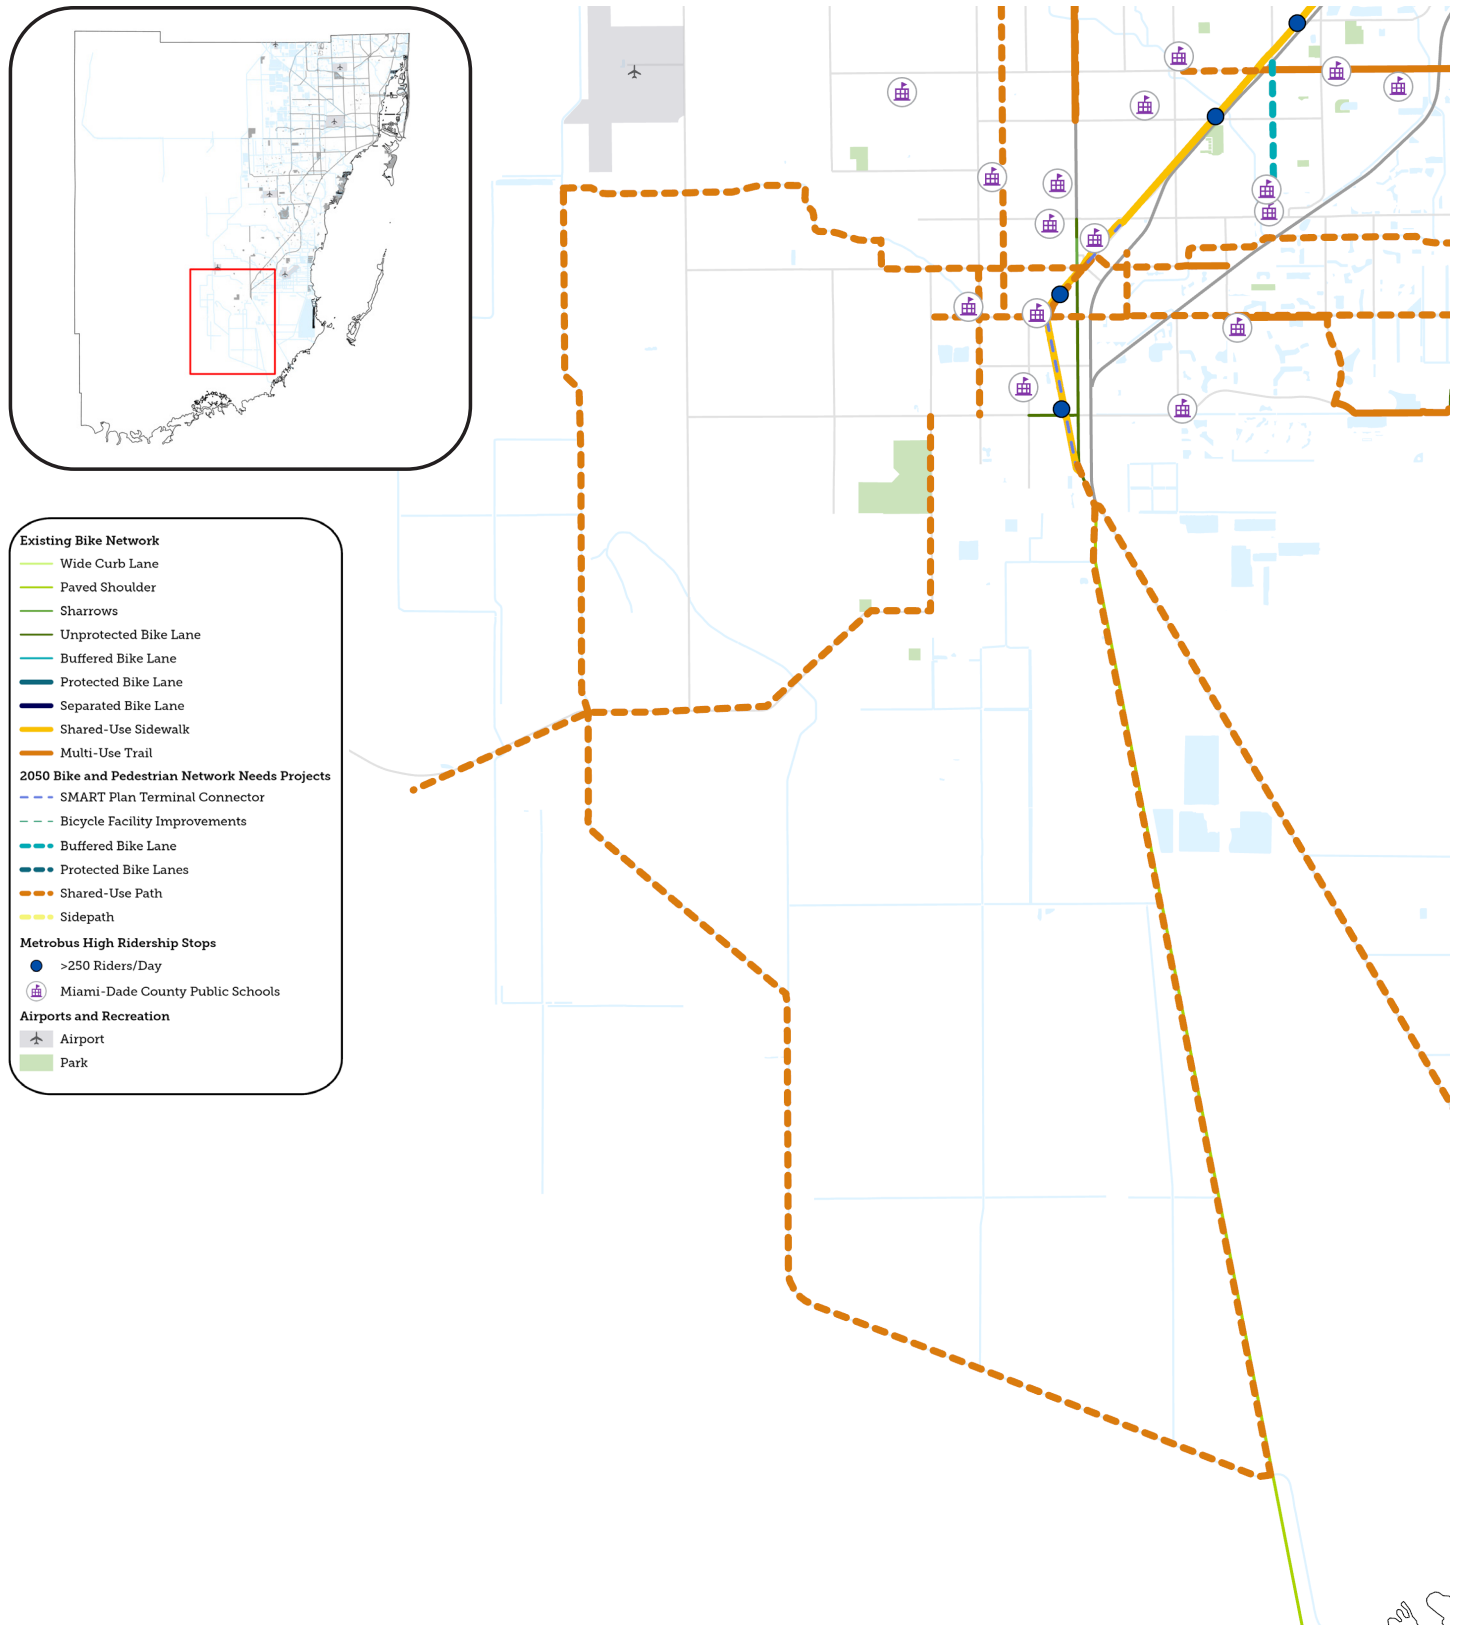 Existing Bike Network
Wide Curb Lane
Paved Shoulder
Sharrows
Unprotected Bike Lane
Buffered Bike Lane
Protected Bike Lane
Separated Bike Lane
Shared-Use Sidewalk
Multi-Use Trail
2050 Bike and Pedestrian Network Needs Projects
SMART Plan Terminal Connector
Bicycle Facility Improvements
Buffered Bike Lane
Protected Bike Lanes
Shared-Use Path
Sidepath
Metrobus High Ridership Stops
>250 Riders/Day
Miami-Dade County Public Schools
Airports and Recreation
Airport
Park